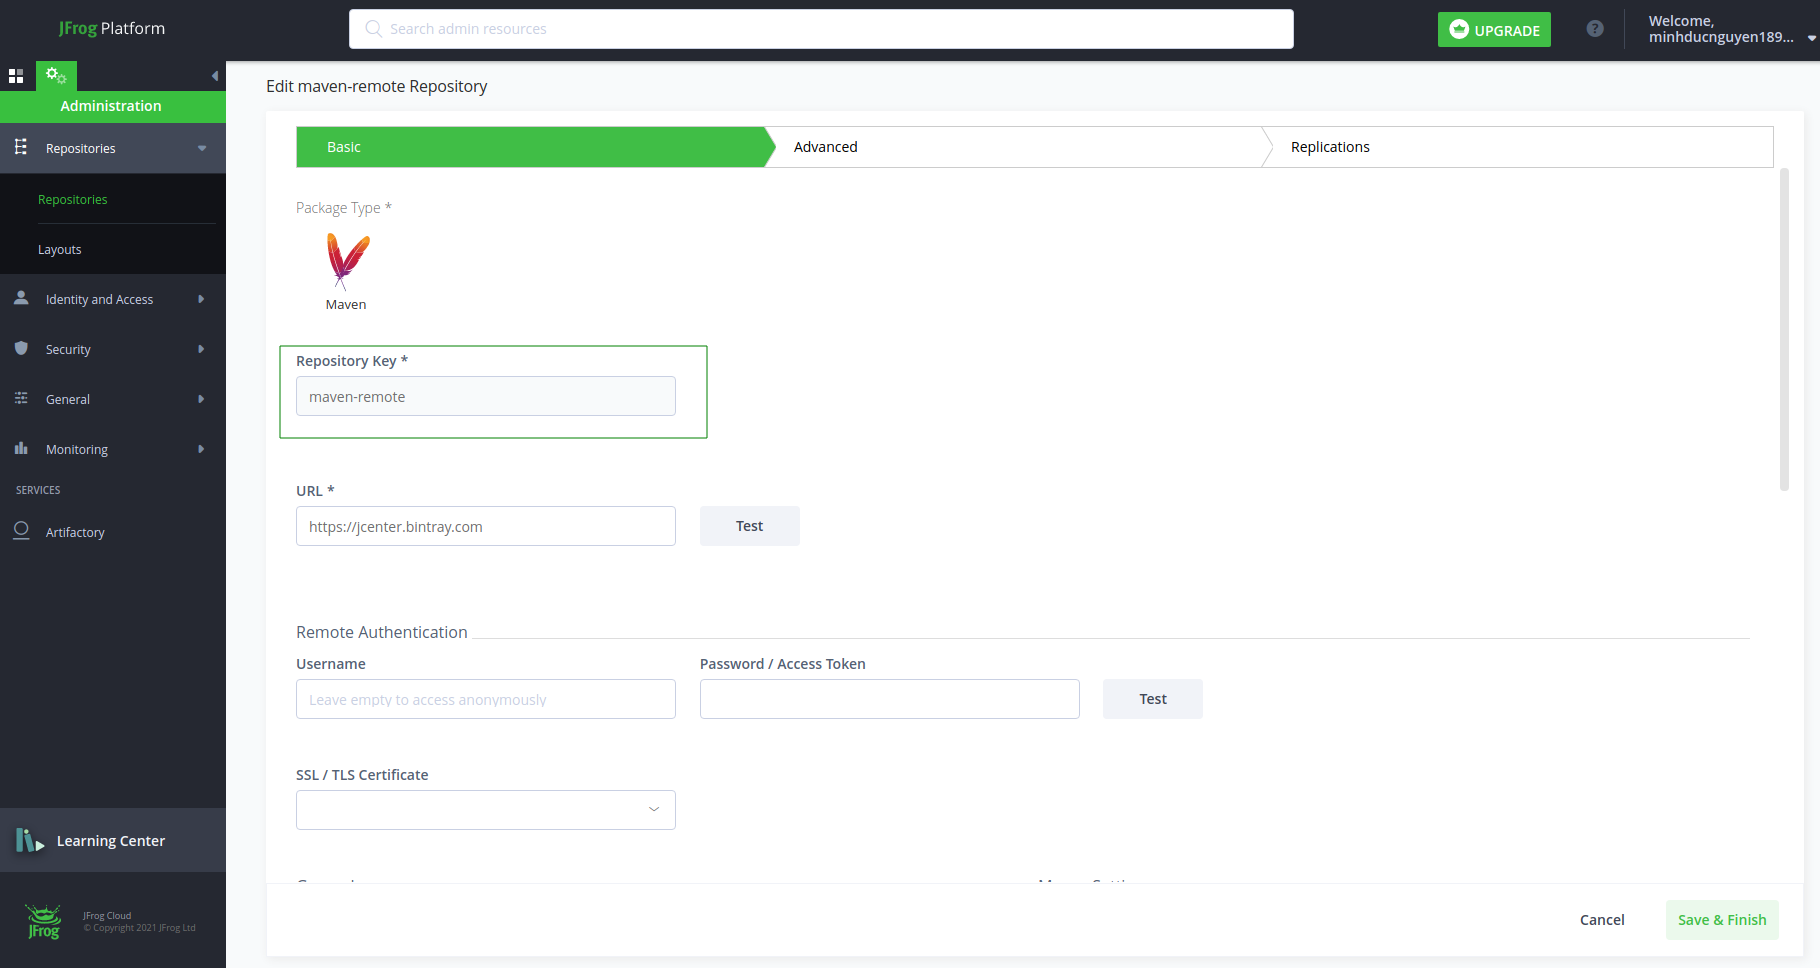 JFrog Platform
Search admin resources
UPGRADE
?
Welcome,
minhducnguyen189...
Administration
Repositories
Repositories
Layouts
Identity and Access
Security
General
Monitoring
SERVICES
Artifactory
Learning Center
JFrog
JFrog Cloud
© Copyright 2021 JFrog Ltd
Edit maven-remote Repository
Basic
Advanced
Replications
Package Type *
Maven
Repository Key *
maven-remote
URL *
https://jcenter.bintray.com
Test
Remote Authentication
Username
Password / Access Token
Leave empty to access anonymously
Test
SSL / TLS Certificate
Cancel
Save & Finish